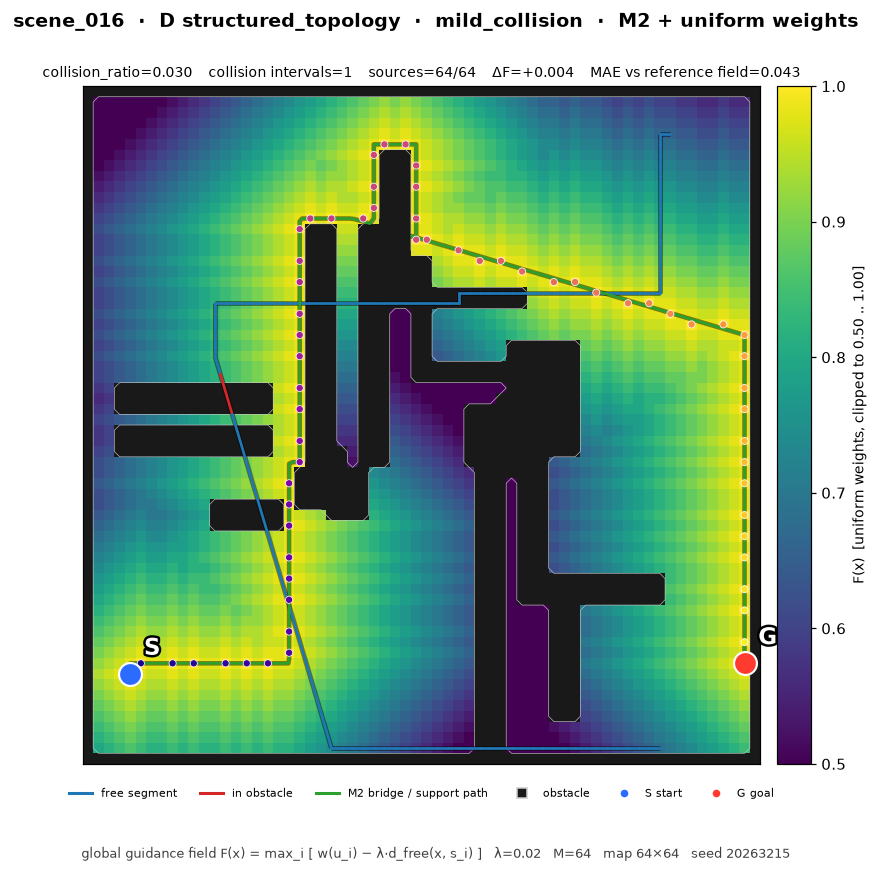 scene_016 · D structured_topology · mild_collision · M2 + uniform weights
collision_ratio=0.030 collision intervals=1 sources=64/64 ΔF=+0.004 MAE vs reference field=0.043
S
G
1.0
0.9
0.8
0.7
0.6
0.5
F(x) [uniform weights, clipped to 0.50 .. 1.00]
free segment in obstacle M2 bridge / support path obstacle S start G goal
global guidance field F(x) = max_i [ w(u_i) − λ·d_free(x, s_i) ] λ=0.02 M=64 map 64×64 seed 20263215